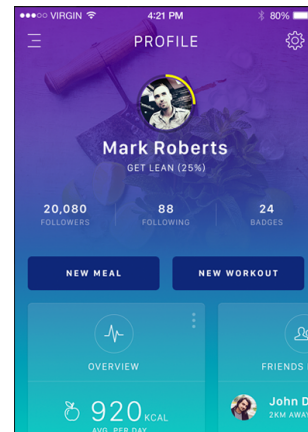 VIRGIN 4:21 PM 80%
PROFILE
Mark Roberts
GET LEAN (25%)
20,080 88 24
FOLLOWERS FOLLOWING BADGES
NEW MEAL NEW WORKOUT
OVERVIEW FRIENDS
920 KCAL John D
AVG. PER DAY 2KM AWAY